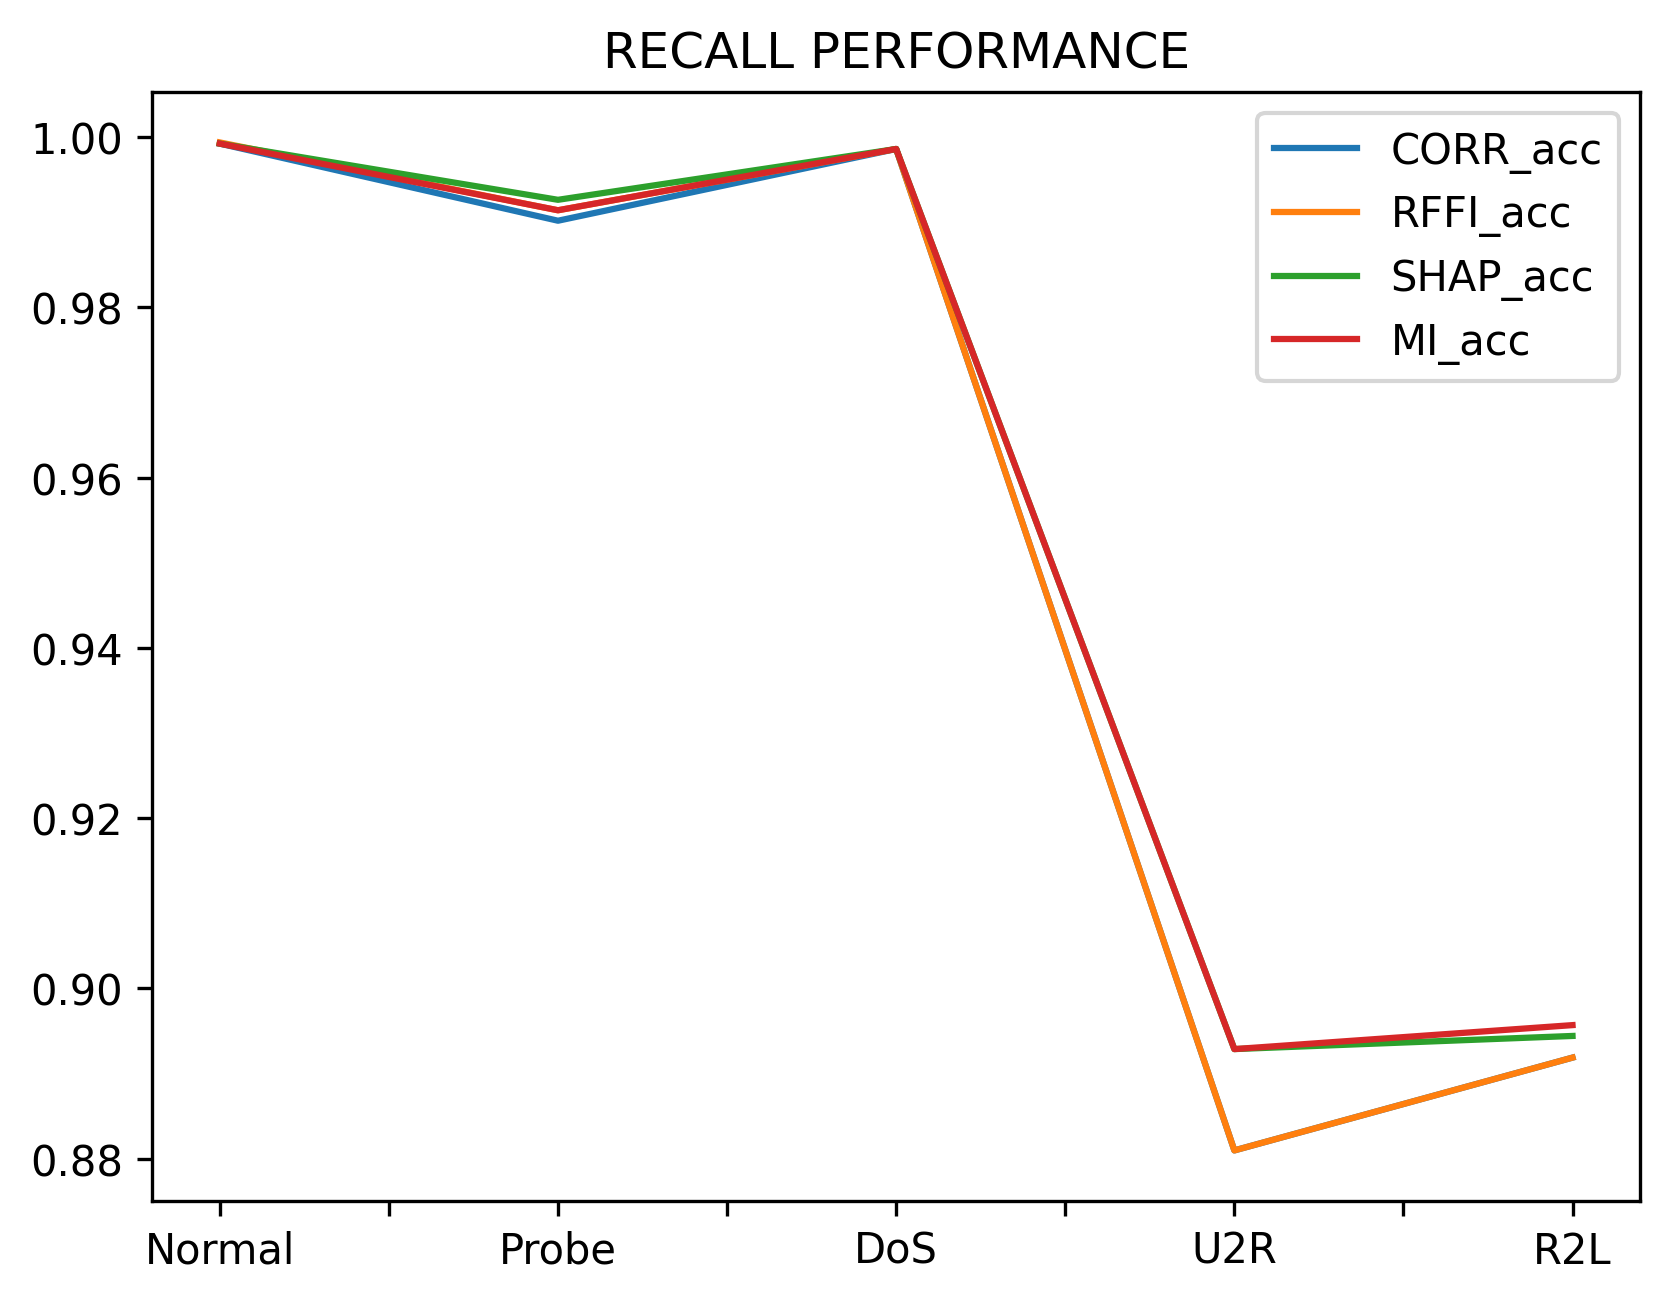 RECALL PERFORMANCE
1.00
0.98
0.96
0.94
0.92
0.90
0.88
CORR_acc
RFFI_acc
SHAP_acc
MI_acc
Normal Probe DoS U2R R2L